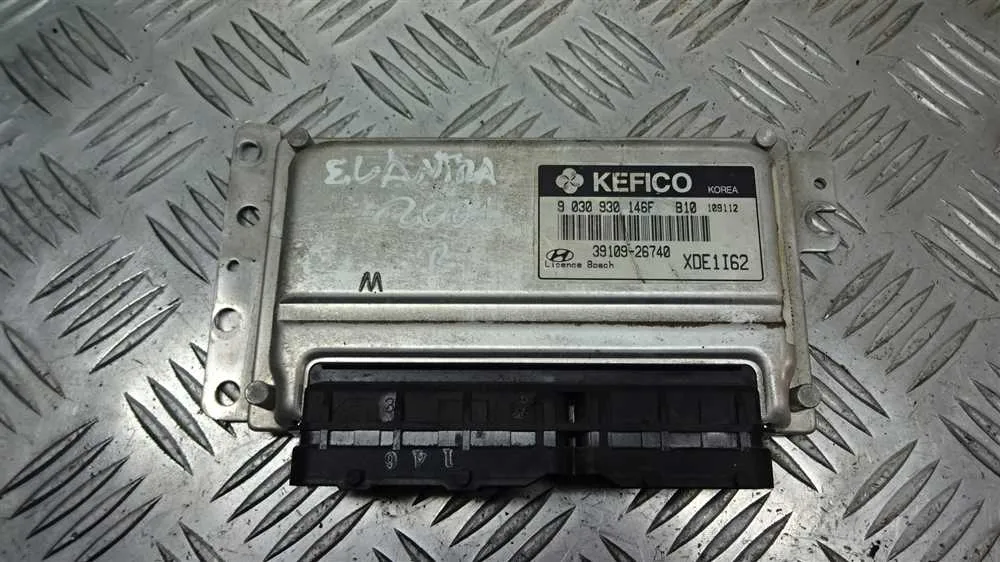 ELANTRA
M
KEFICO KOREA
9 030 930 146F B10 109112
39109-26740
Licence Bosch XDE1I62